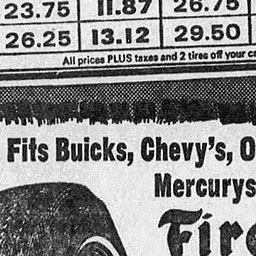 23.75 11.87 26.75
26.25 13.12 29.50
All prices PLUS taxes and 2 tires off your
Fits Buicks, Chevy's, O
Mercurys
Fire